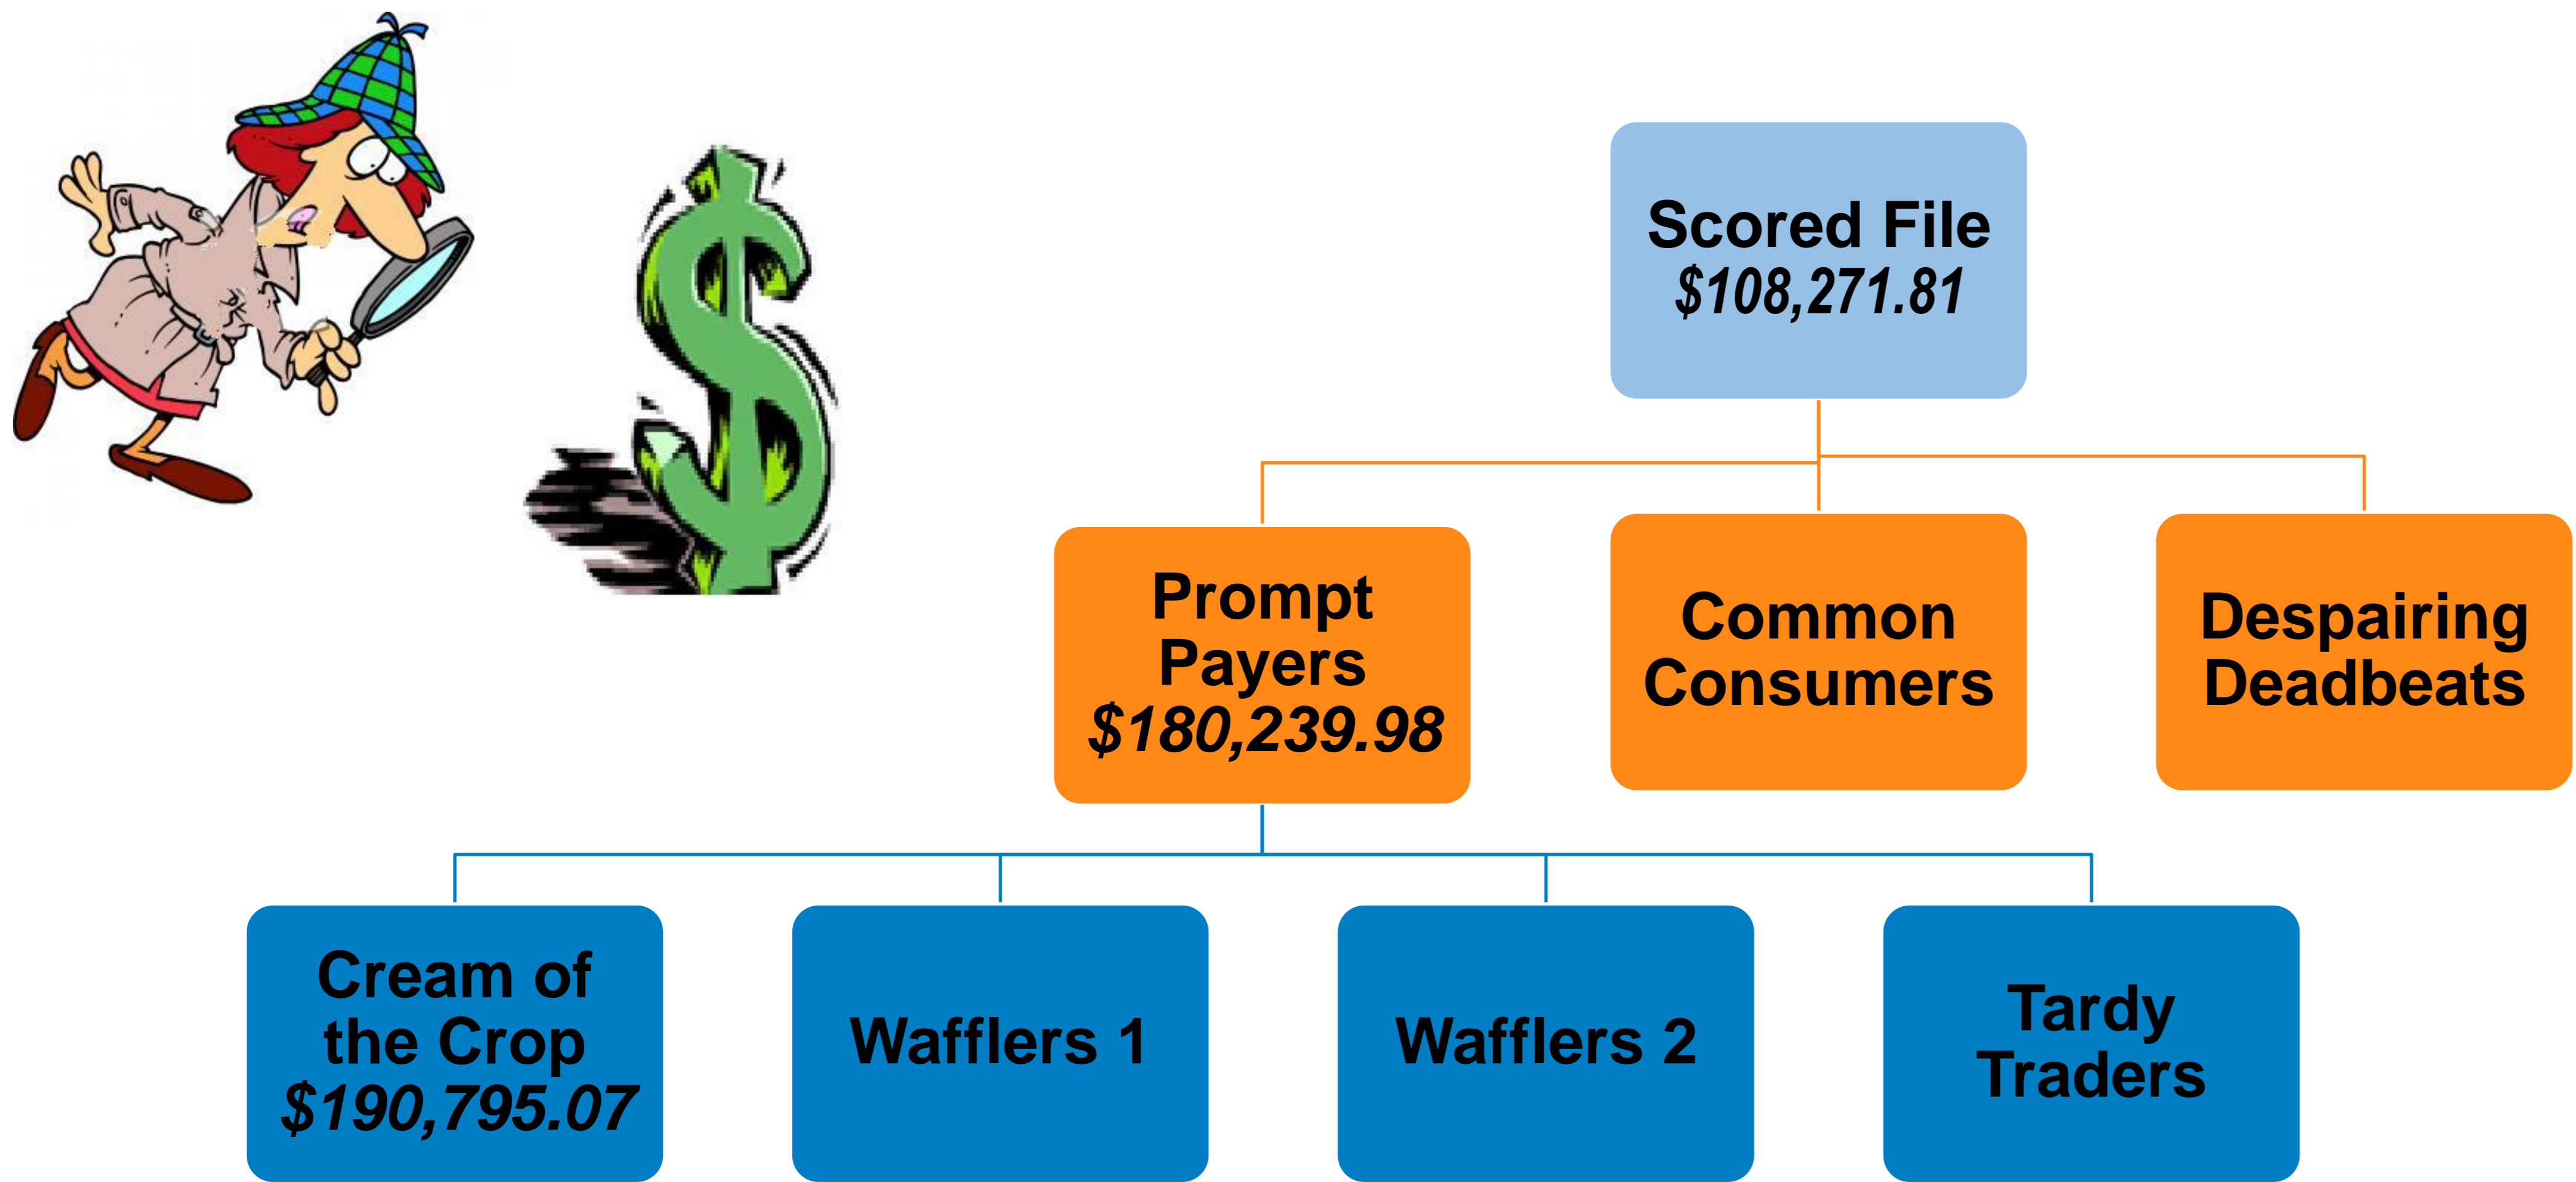 Scored File
$108,271.81
Prompt
Payers
$180,239.98
Common
Consumers
Despairing
Deadbeats
Cream of
the Crop
$190,795.07
Wafflers 1
Wafflers 2
Tardy
Traders